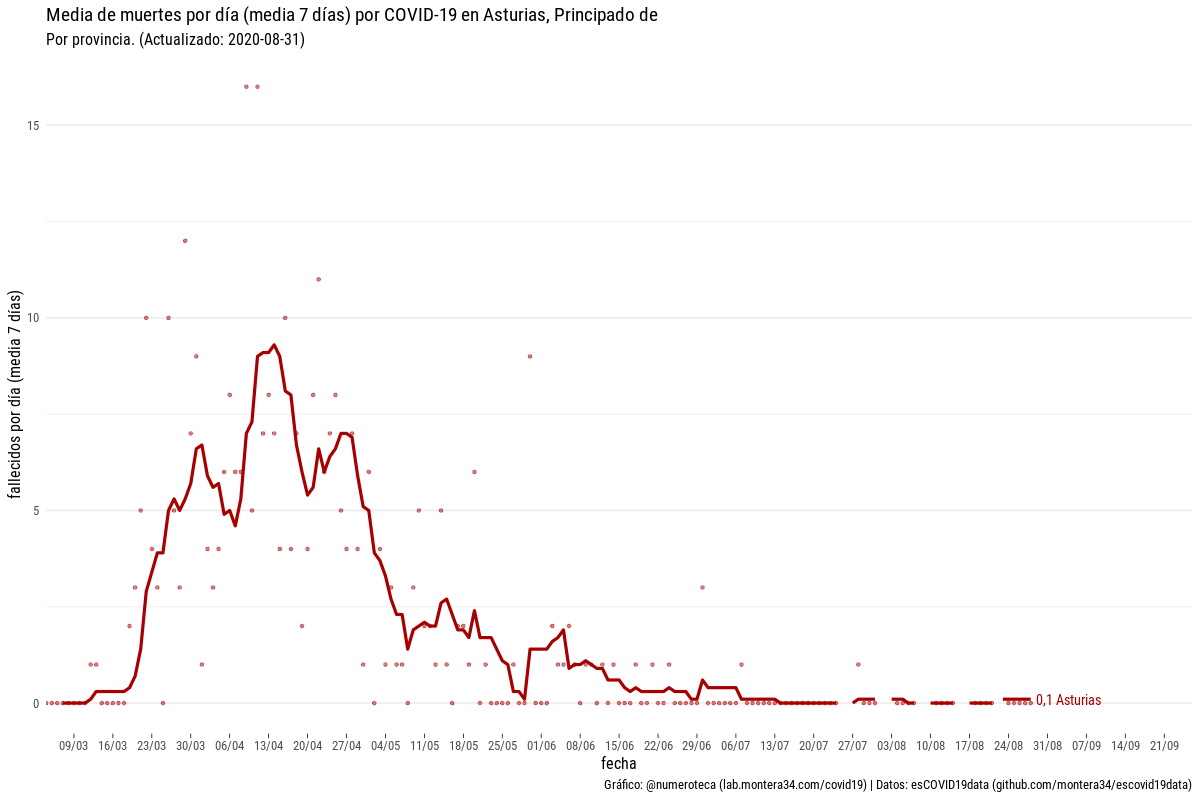 Media de muertes por día (media 7 días) por COVID-19 en Asturias, Principado de
Por provincia. (Actualizado: 2020-08-31)
fallecidos por día (media 7 días)
15
10
5
0
0,1 Asturias
09/03 16/03 23/03 30/03 06/04 13/04 20/04 27/04 04/05 11/05 18/05 25/05 01/06 08/06 15/06 22/06 29/06 06/07 13/07 20/07 27/07 03/08 10/08 17/08 24/08 31/08 07/09 14/09 21/09
fecha
Gráfico: @numeroteca (lab.montera34.com/covid19) | Datos: esCOVID19data (github.com/montera34/escovid19data)